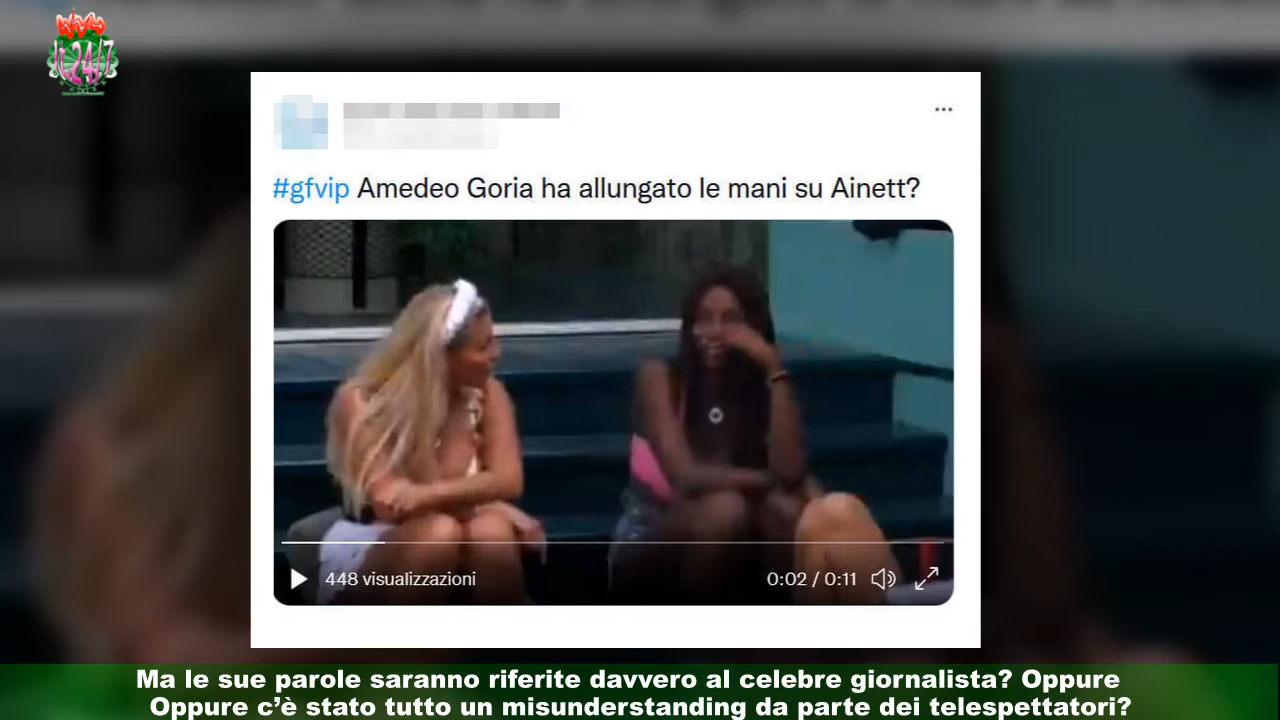 #gfvip Amedeo Goria ha allungato le mani su Ainett?
448 visualizzazioni
0:02 / 0:11
Ma le sue parole saranno riferite davvero al celebre giornalista? Oppure
Oppure c'è stato tutto un misunderstanding da parte dei telespettatori?